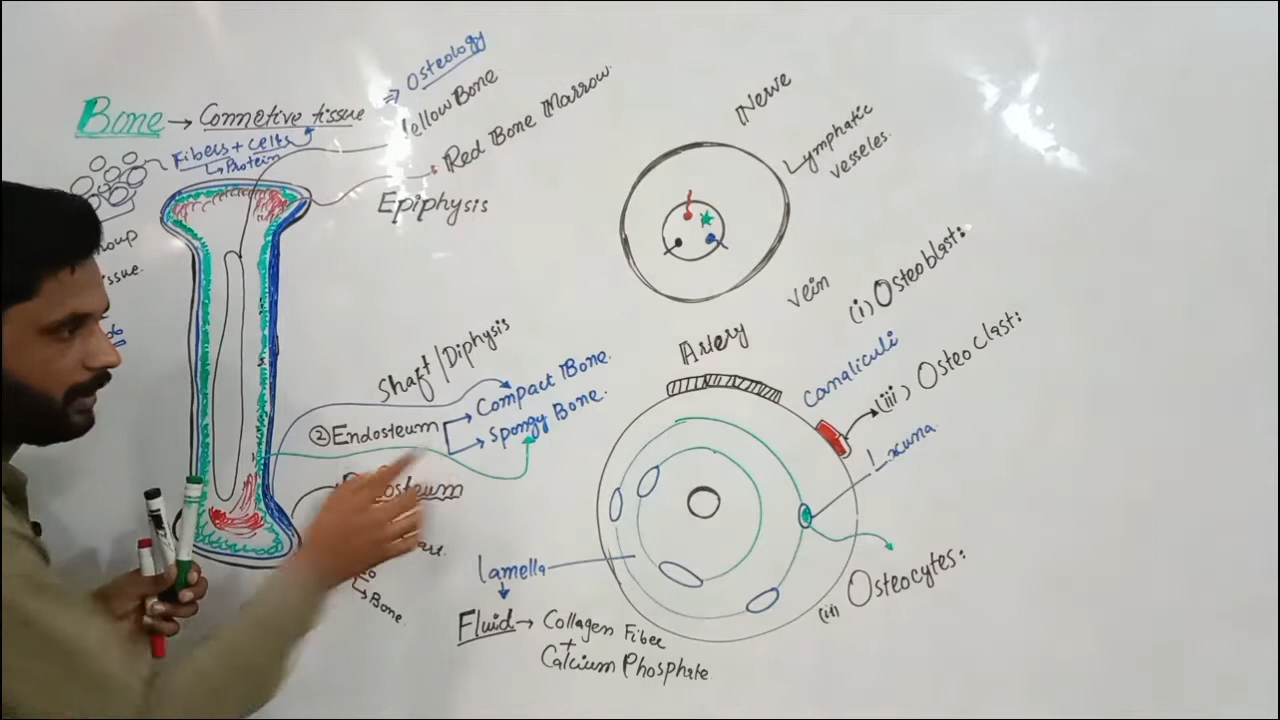 Bone → Connetive tissue
⇒ Osteology
Fibers + cells
↳ Protein
Yellow Bone
Red Bone Marrow.
Epiphysis
Shaft / Diphysis
② Endosteum
Compact Bone.
Spongy Bone.
→ Bone.
Nerve
Lymphatic
vesseles.
Vein
Artery
(i) Osteoblast:
Canaliculi
(iii) Osteo clast:
Lacuna.
(ii) Osteocytes:
Lamella
Fluid → Collagen Fiber
+
Calcium Phosphate